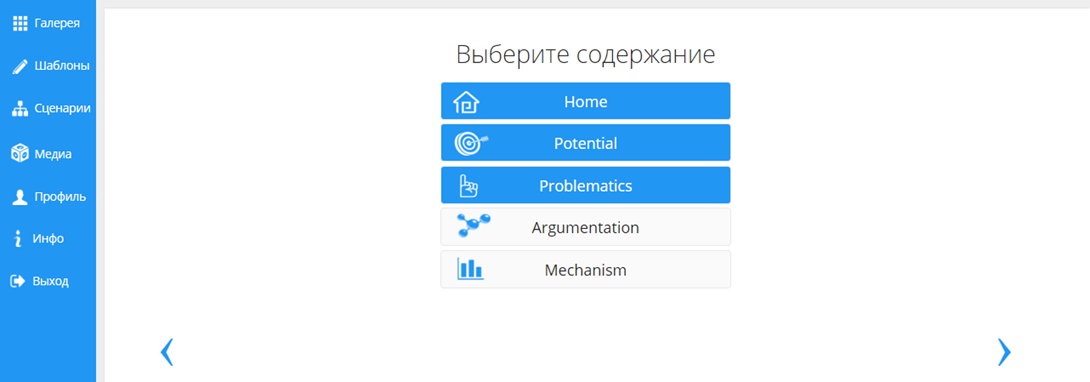 Галерея
Шаблоны
Сценарии
Медиа
Профиль
Инфо
Выход
Выберите содержание
Home
Potential
Problematics
Argumentation
Mechanism